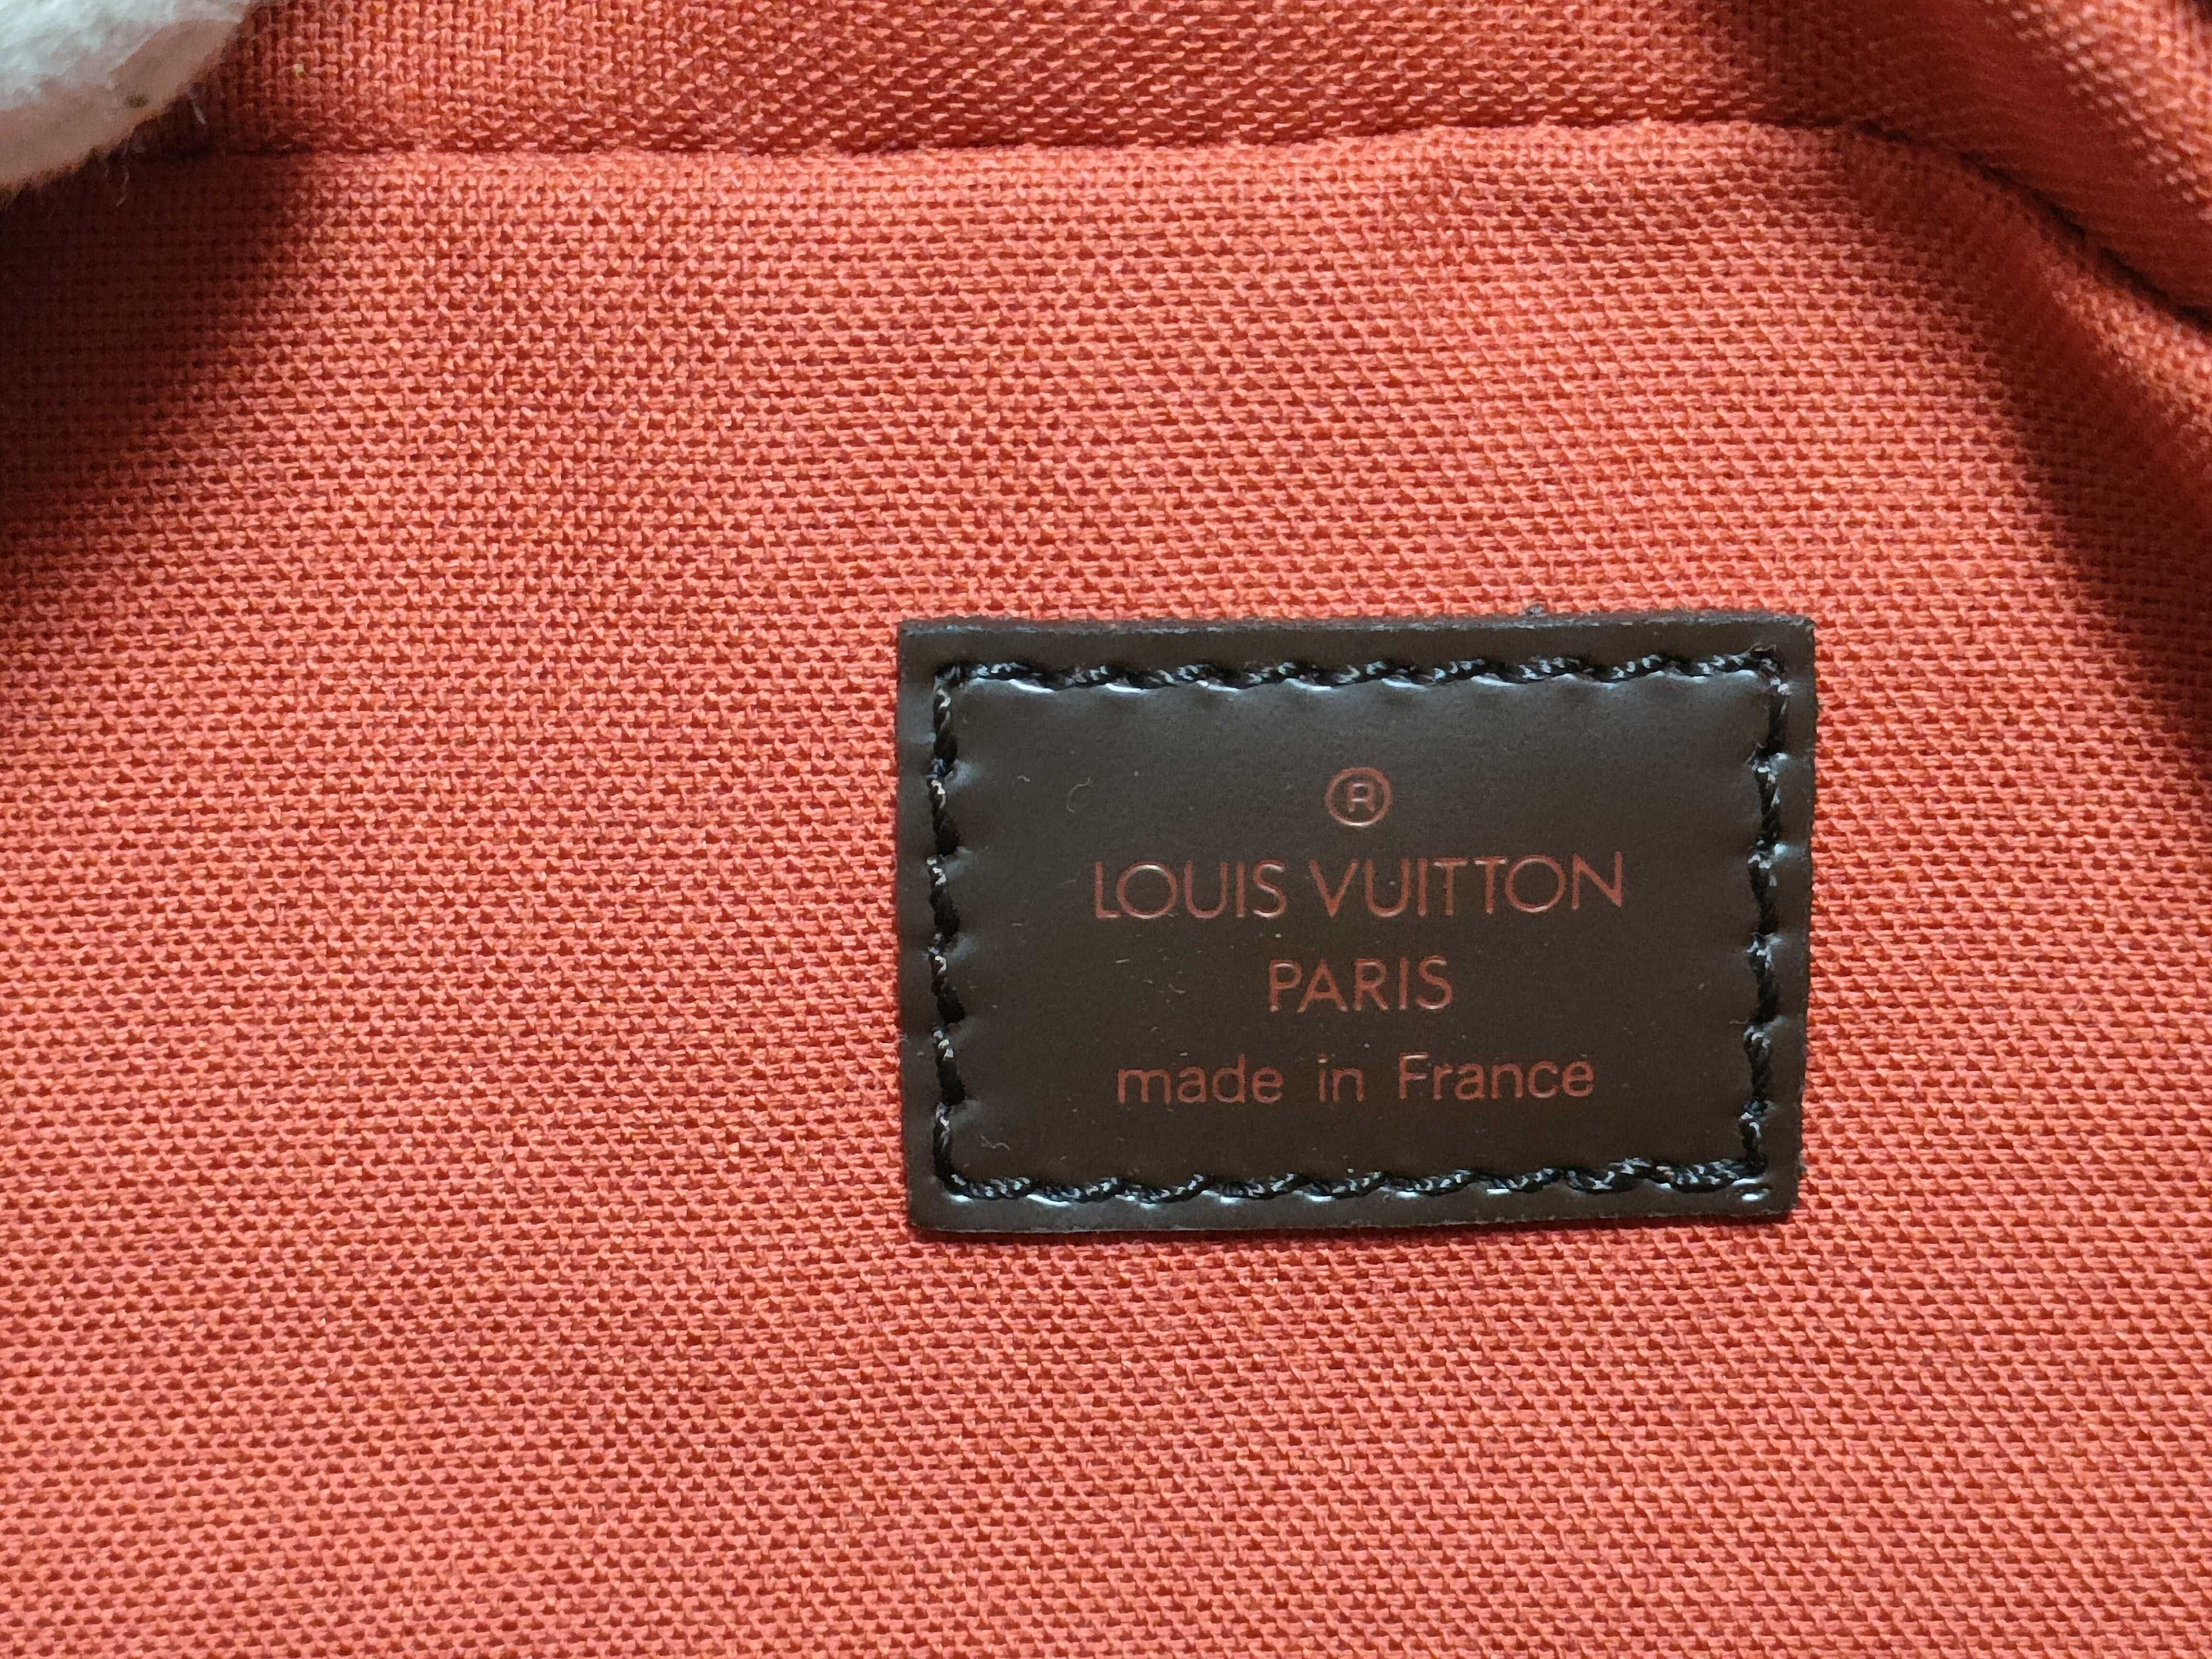 ®
LOUIS VUITTON
PARIS
made in France